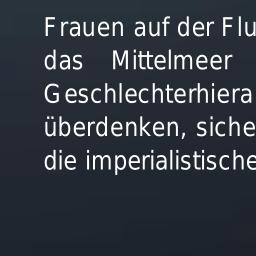 Frauen auf der Flu
das Mittelmeer
Geschlechterhiera
überdenken, siche
die imperialistische